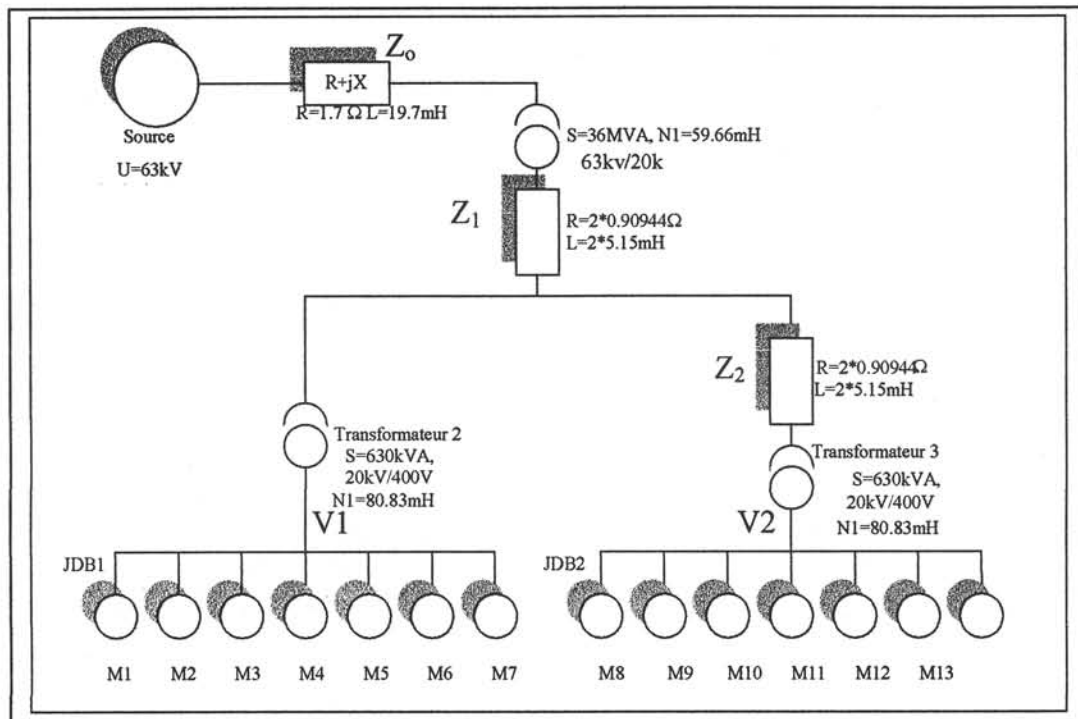 Z₀
R+jX
R=1.7 Ω L=19.7mH
Source
U=63kV
S=36MVA, N1=59.66mH
63kv/20k
Z₁
R=2*0.90944Ω
L=2*5.15mH
Z₂
R=2*0.90944Ω
L=2*5.15mH
Transformateur 2
S=630kVA,
20kV/400V
N1=80.83mH
Transformateur 3
S=630kVA,
20kV/400V
N1=80.83mH
V1
V2
JDB1
JDB2
M1 M2 M3 M4 M5 M6 M7
M8 M9 M10 M11 M12 M13